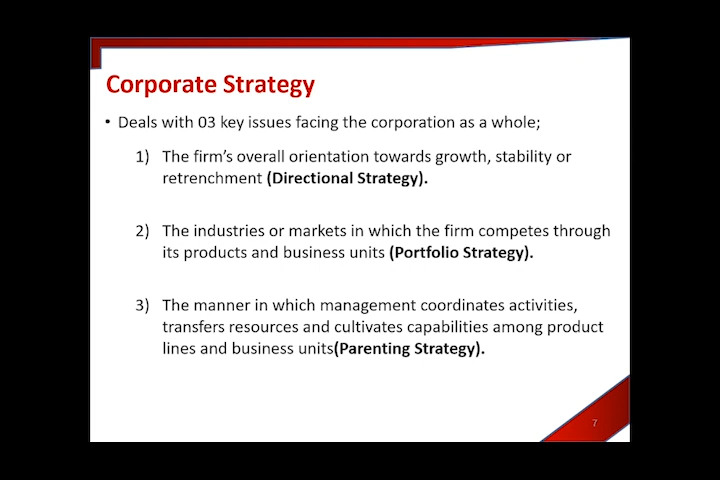 Corporate Strategy
• Deals with 03 key issues facing the corporation as a whole;
1) The firm's overall orientation towards growth, stability or
retrenchment (Directional Strategy).
2) The industries or markets in which the firm competes through
its products and business units (Portfolio Strategy).
3) The manner in which management coordinates activities,
transfers resources and cultivates capabilities among product
lines and business units(Parenting Strategy).
7